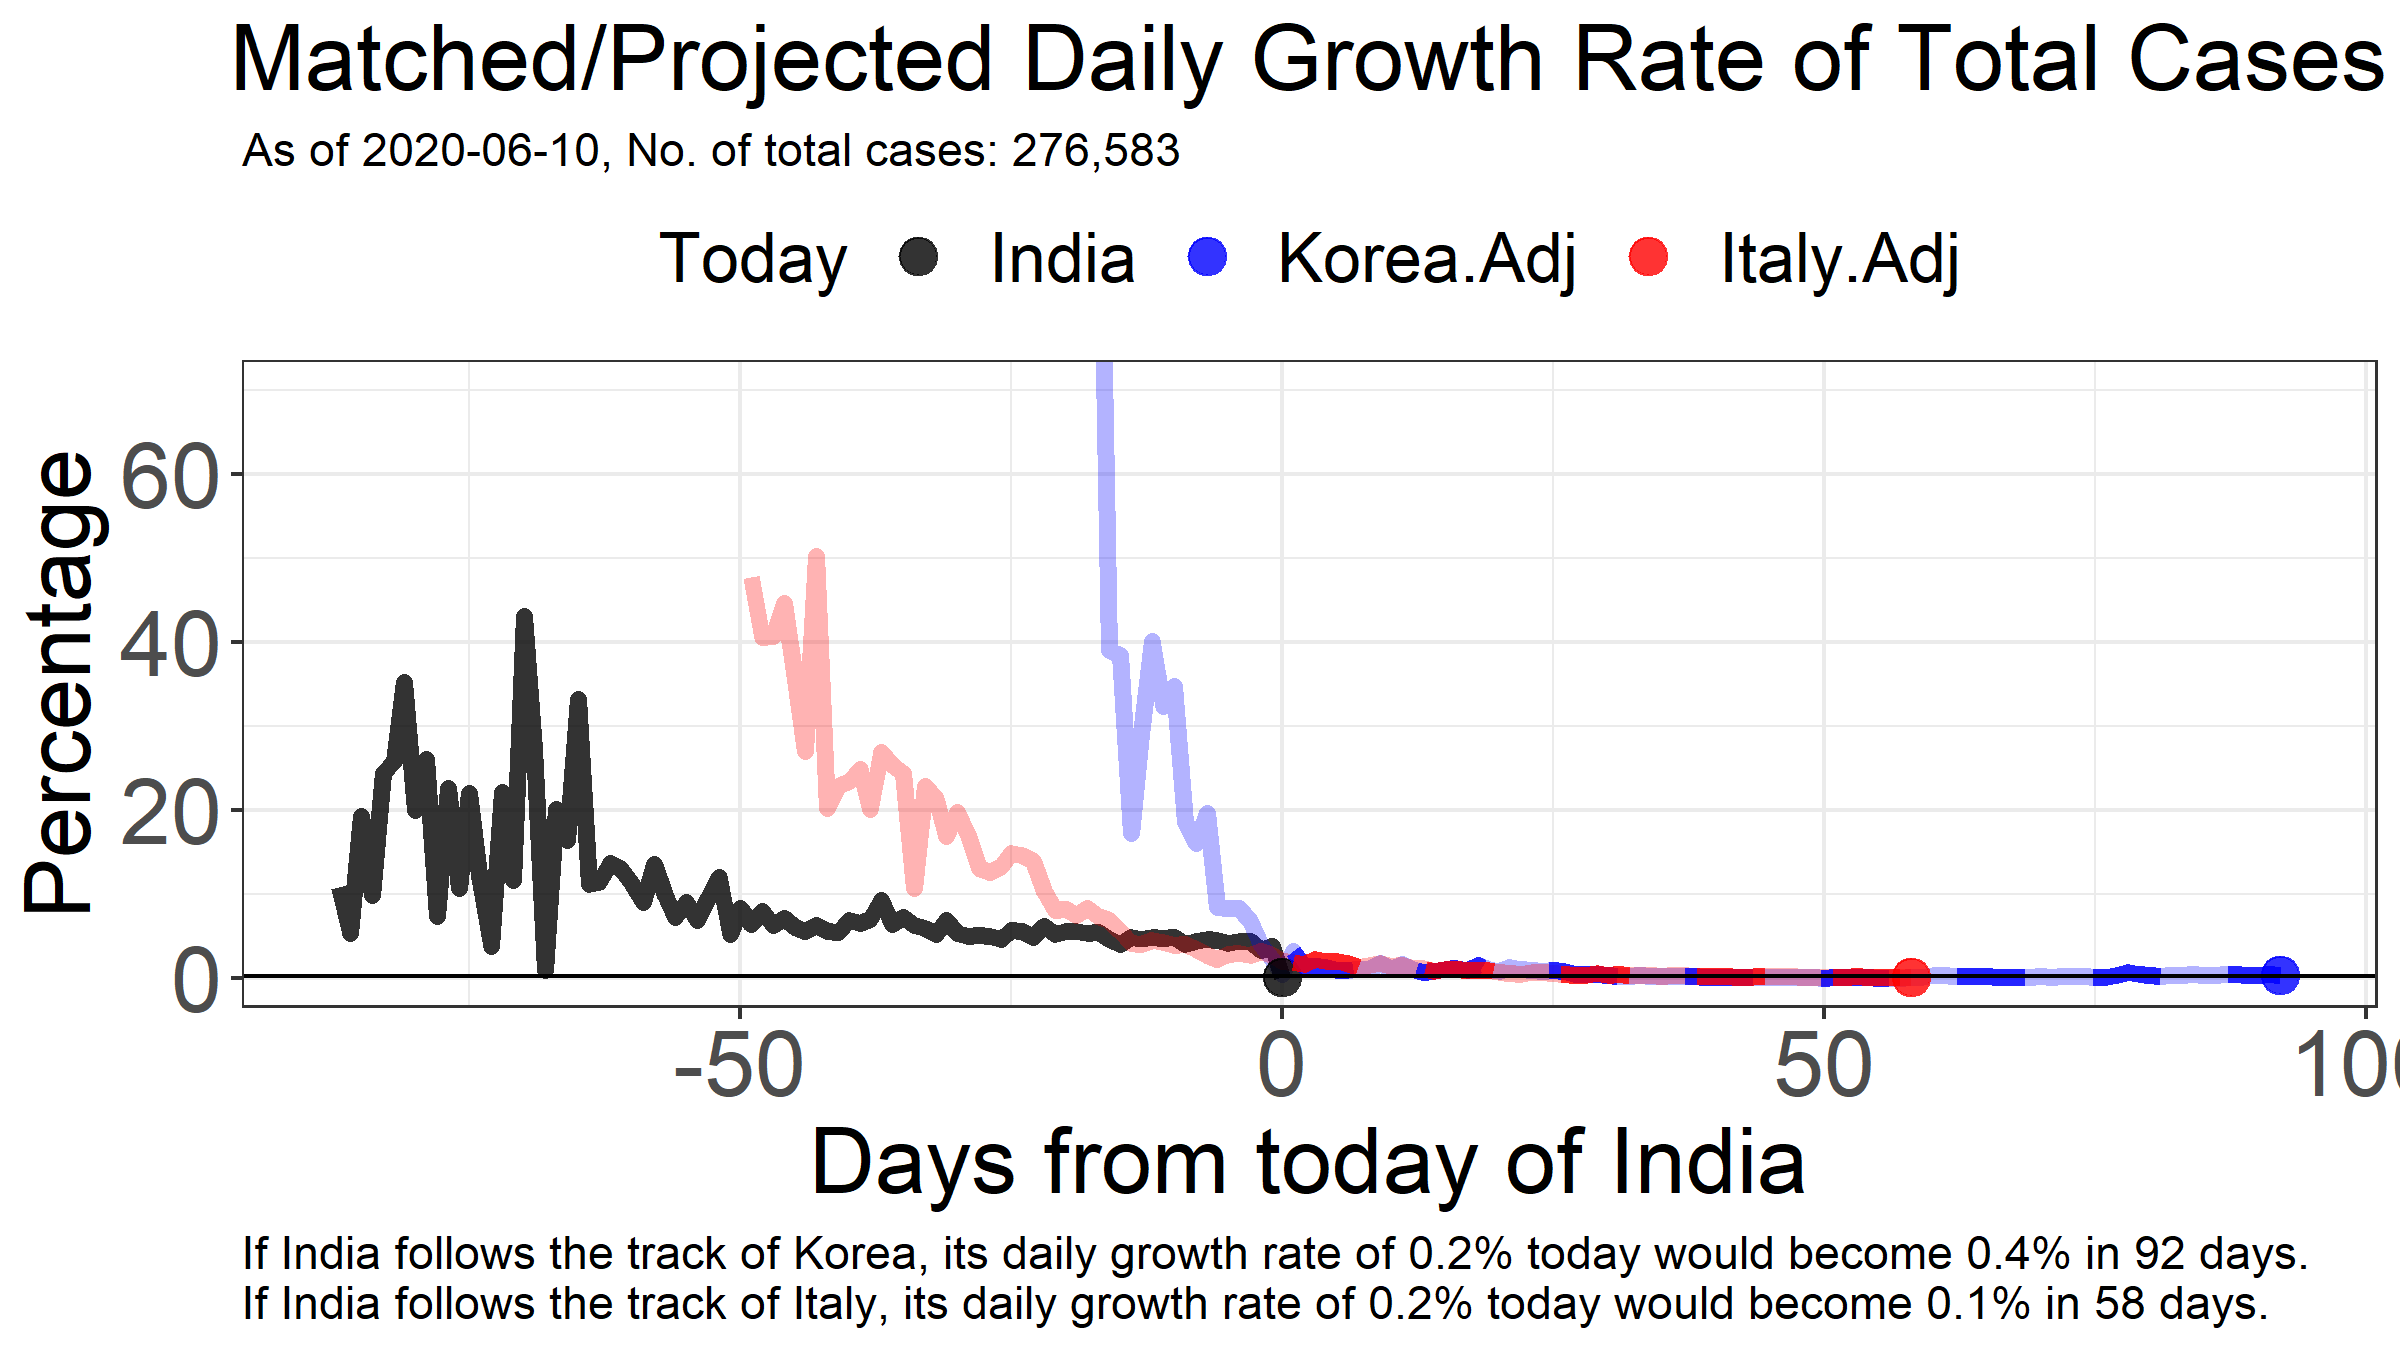 Matched/Projected Daily Growth Rate of Total Cases
As of 2020-06-10, No. of total cases: 276,583
Today India Korea.Adj Italy.Adj
Percentage
60
40
20
0
-50 0 50 100
Days from today of India
If India follows the track of Korea, its daily growth rate of 0.2% today would become 0.4% in 92 days.
If India follows the track of Italy, its daily growth rate of 0.2% today would become 0.1% in 58 days.